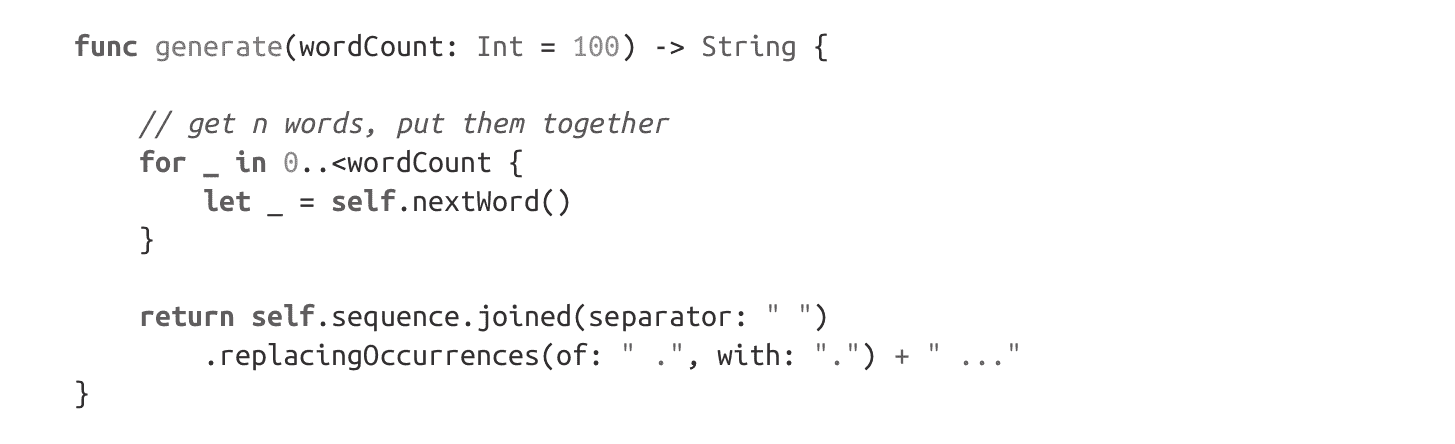 func generate(wordCount: Int = 100) -> String {
// get n words, put them together
for _ in 0..<wordCount {
let _ = self.nextWord()
}
return self.sequence.joined(separator: " ")
.replacingOccurrences(of: " .", with: ".") + " ..."
}